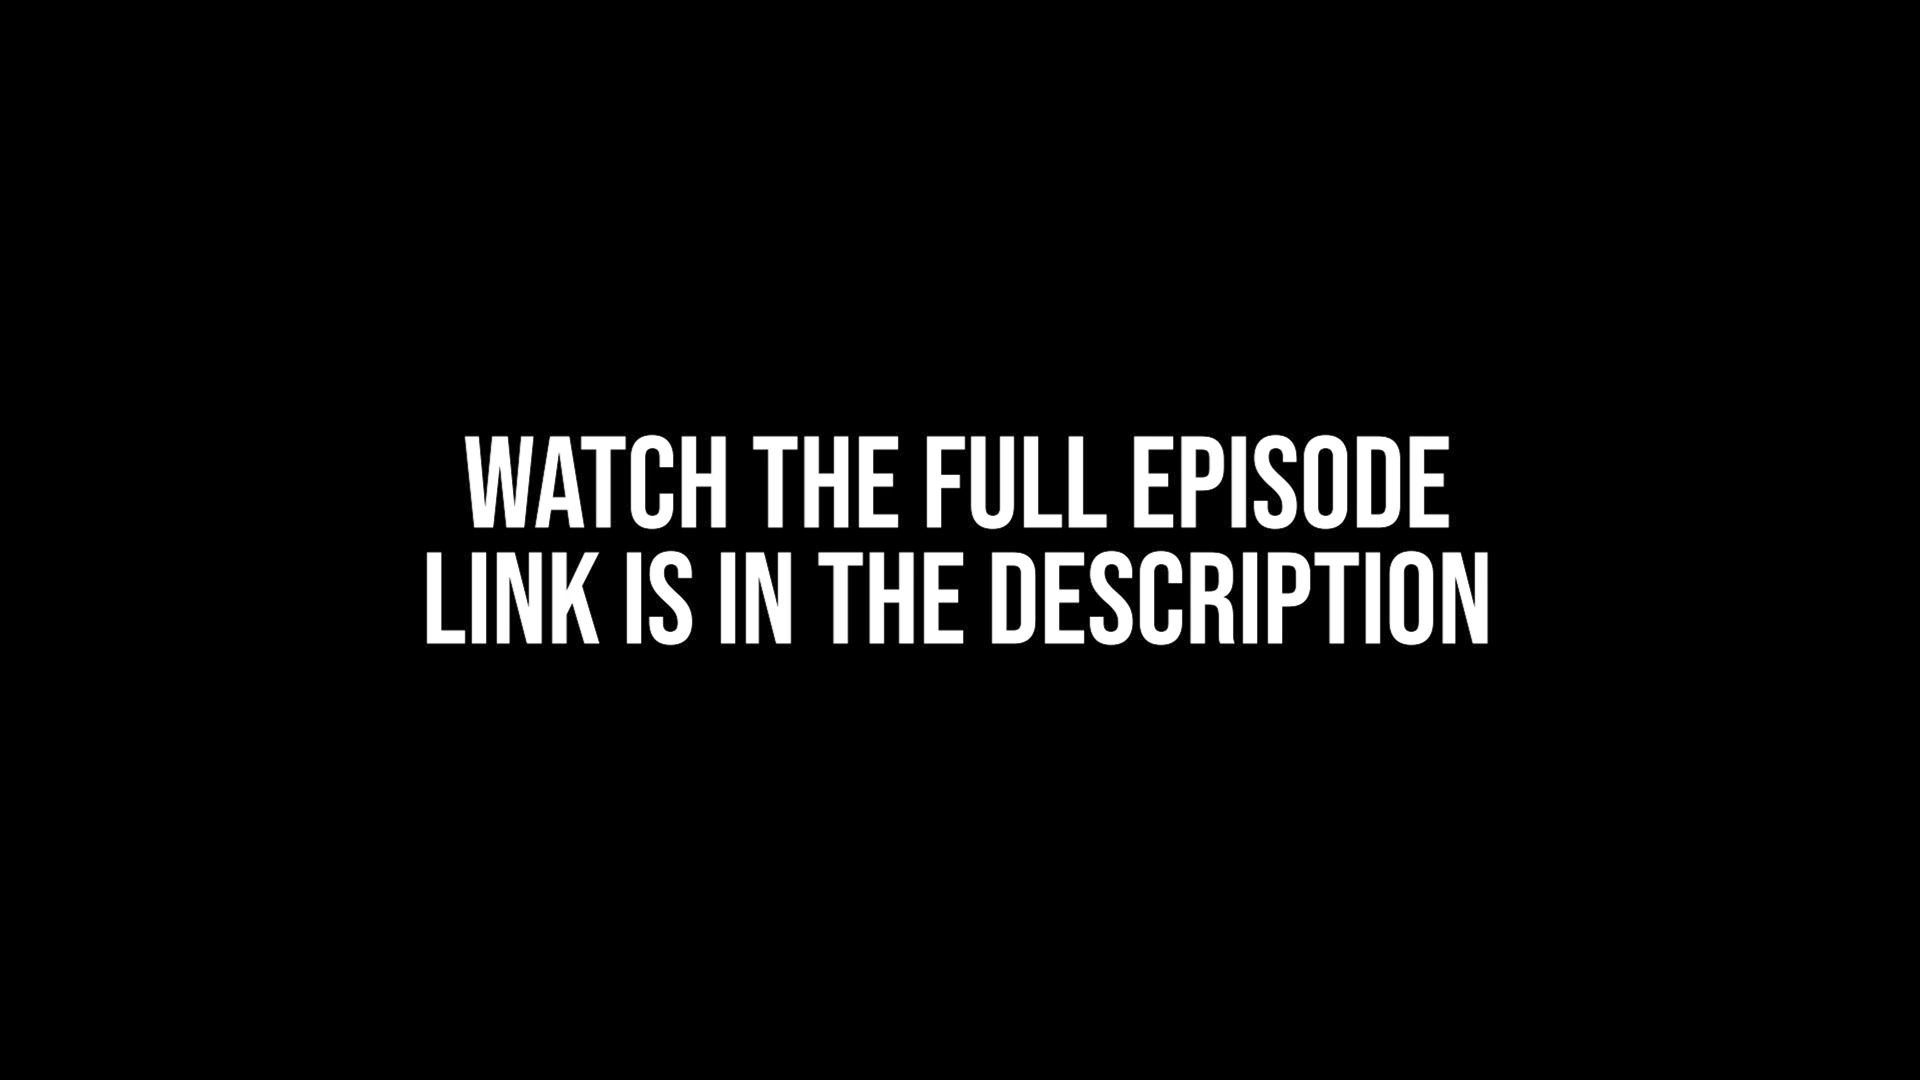 WATCH THE FULL EPISODE
LINK IS IN THE DESCRIPTION